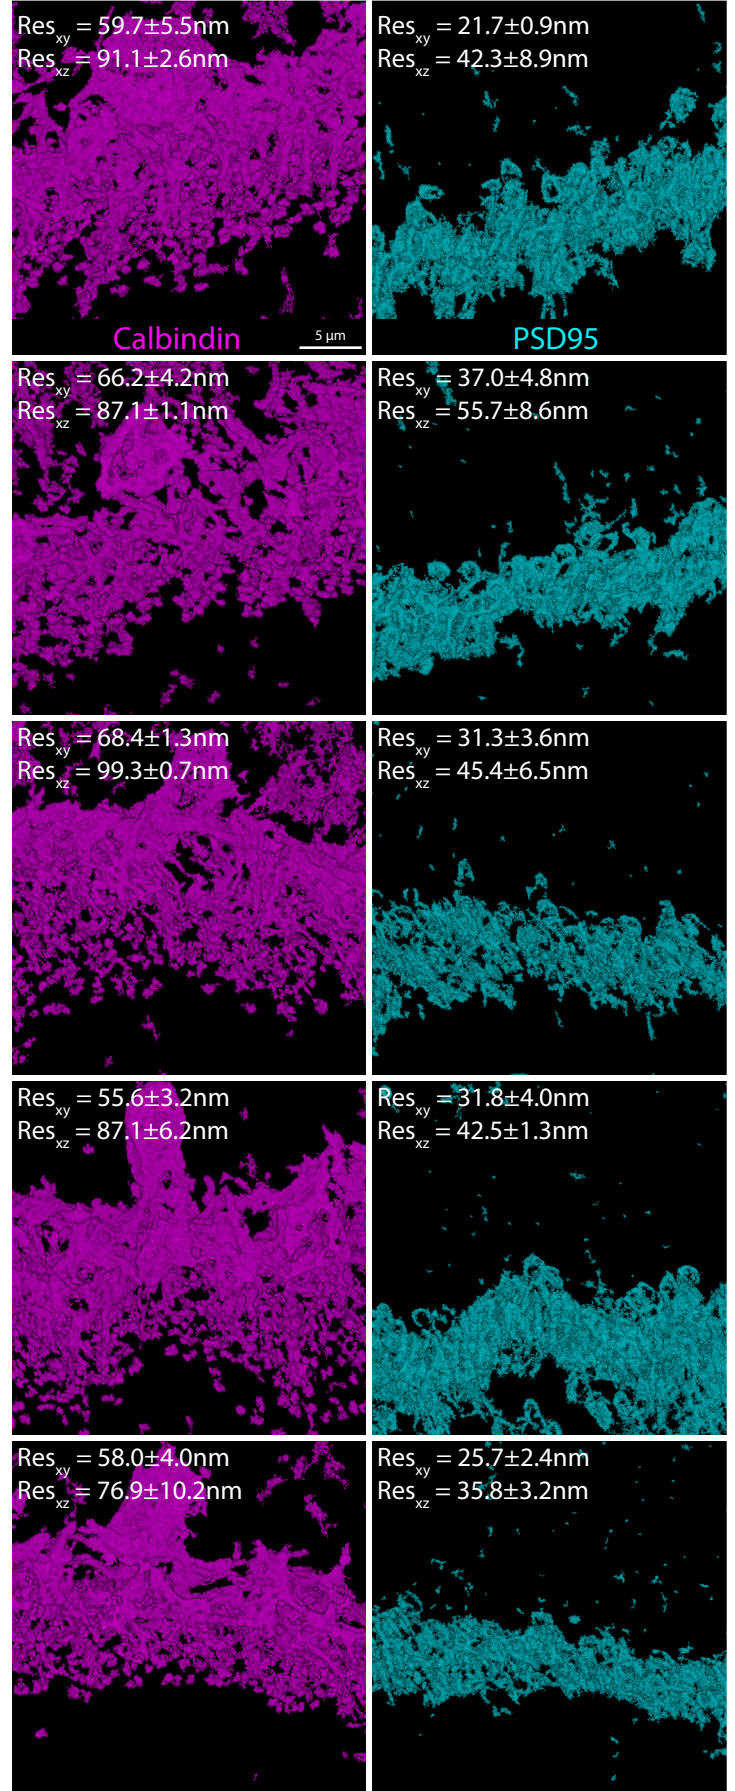 Res_xy = 59.7±5.5nm
Res_xz = 91.1±2.6nm
Res_xy = 21.7±0.9nm
Res_xz = 42.3±8.9nm
Calbindin
5 μm
PSD95
Res_xy = 66.2±4.2nm
Res_xz = 87.1±1.1nm
Res_xy = 37.0±4.8nm
Res_xz = 55.7±8.6nm
Res_xy = 68.4±1.3nm
Res_xz = 99.3±0.7nm
Res_xy = 31.3±3.6nm
Res_xz = 45.4±6.5nm
Res_xy = 55.6±3.2nm
Res_xz = 87.1±6.2nm
Res_xy = 31.8±4.0nm
Res_xz = 42.5±1.3nm
Res_xy = 58.0±4.0nm
Res_xz = 76.9±10.2nm
Res_xy = 25.7±2.4nm
Res_xz = 35.8±3.2nm